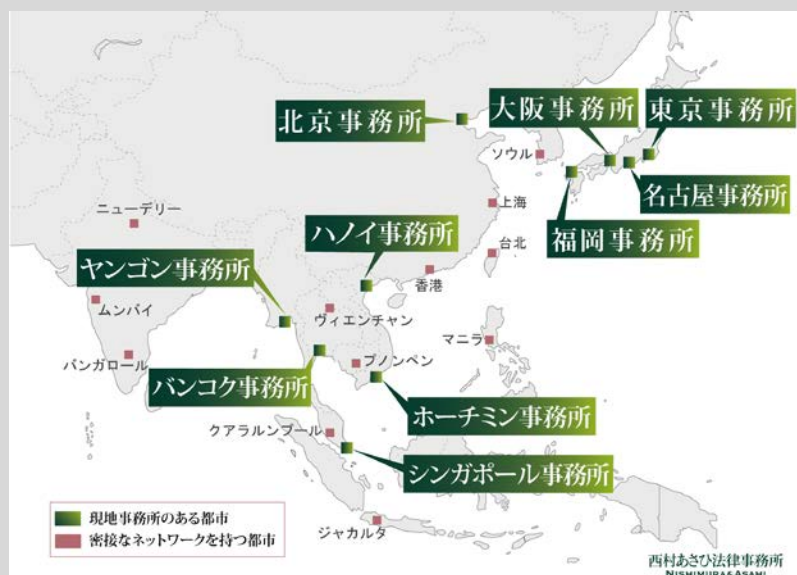 北京事務所
大阪事務所
東京事務所
ソウル
名古屋事務所
福岡事務所
上海
ニューデリー
ハノイ事務所
台北
ヤンゴン事務所
香港
ムンバイ
ヴィエンチャン
マニラ
バンガロール
プノンペン
バンコク事務所
ホーチミン事務所
クアラルンプール
シンガポール事務所
現地事務所のある都市
密接なネットワークを持つ都市
ジャカルタ
西村あさひ法律事務所
NISHIMURA & ASAHI